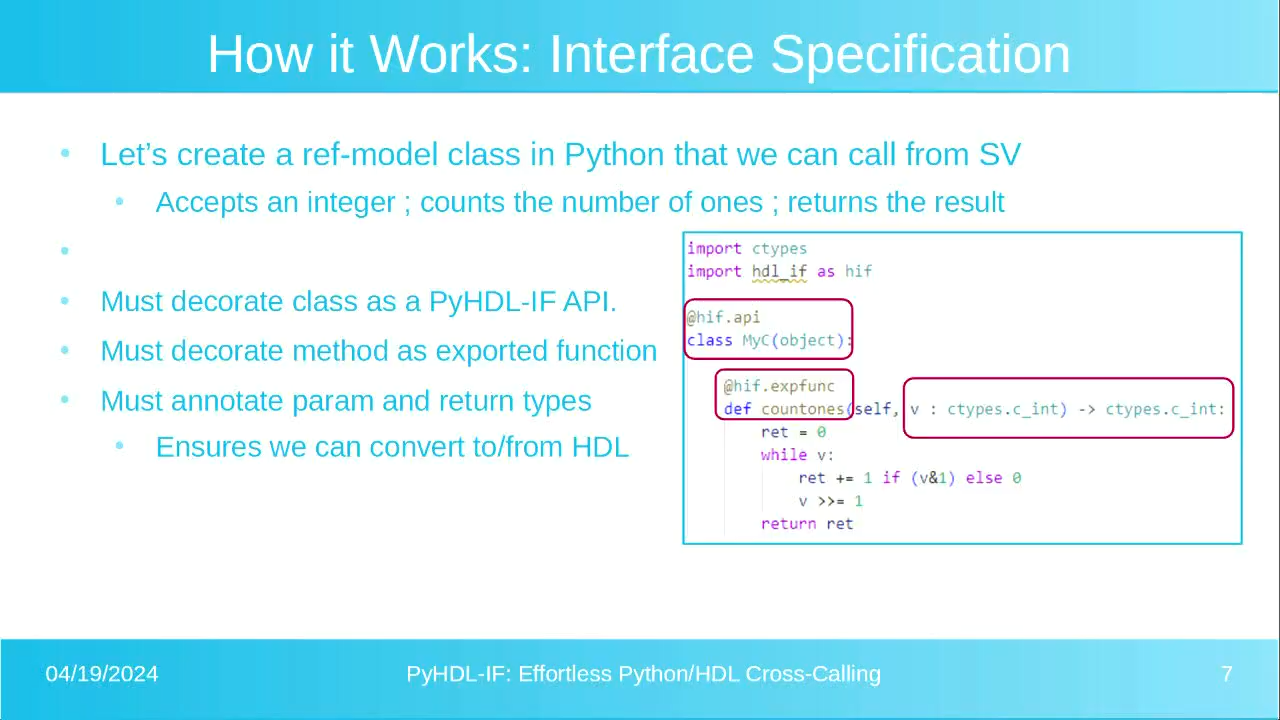 How it Works: Interface Specification
• Let’s create a ref-model class in Python that we can call from SV
• Accepts an integer ; counts the number of ones ; returns the result
•
• Must decorate class as a PyHDL-IF API.
• Must decorate method as exported function
• Must annotate param and return types
• Ensures we can convert to/from HDL
import ctypes
import hdl_if as hif
@hif.api
class MyC(object):
@hif.expfunc
def countones(self, v : ctypes.c_int) -> ctypes.c_int:
ret = 0
while v:
ret += 1 if (v&1) else 0
v >>= 1
return ret
04/19/2024
PyHDL-IF: Effortless Python/HDL Cross-Calling
7